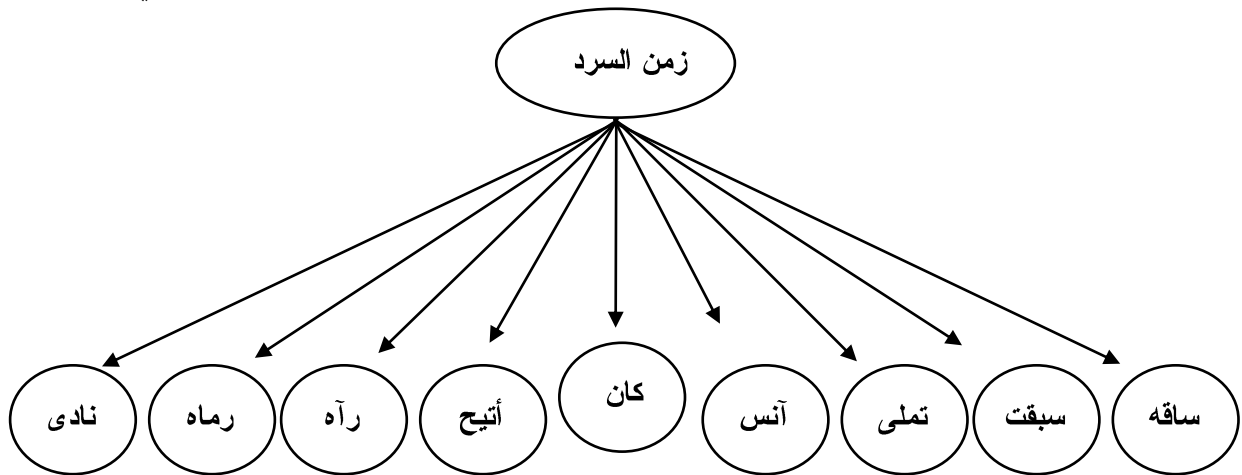 زمن السرد
ساقه
سبقت
تملى
آنس
كان
أتيح
رآه
رماه
نادى